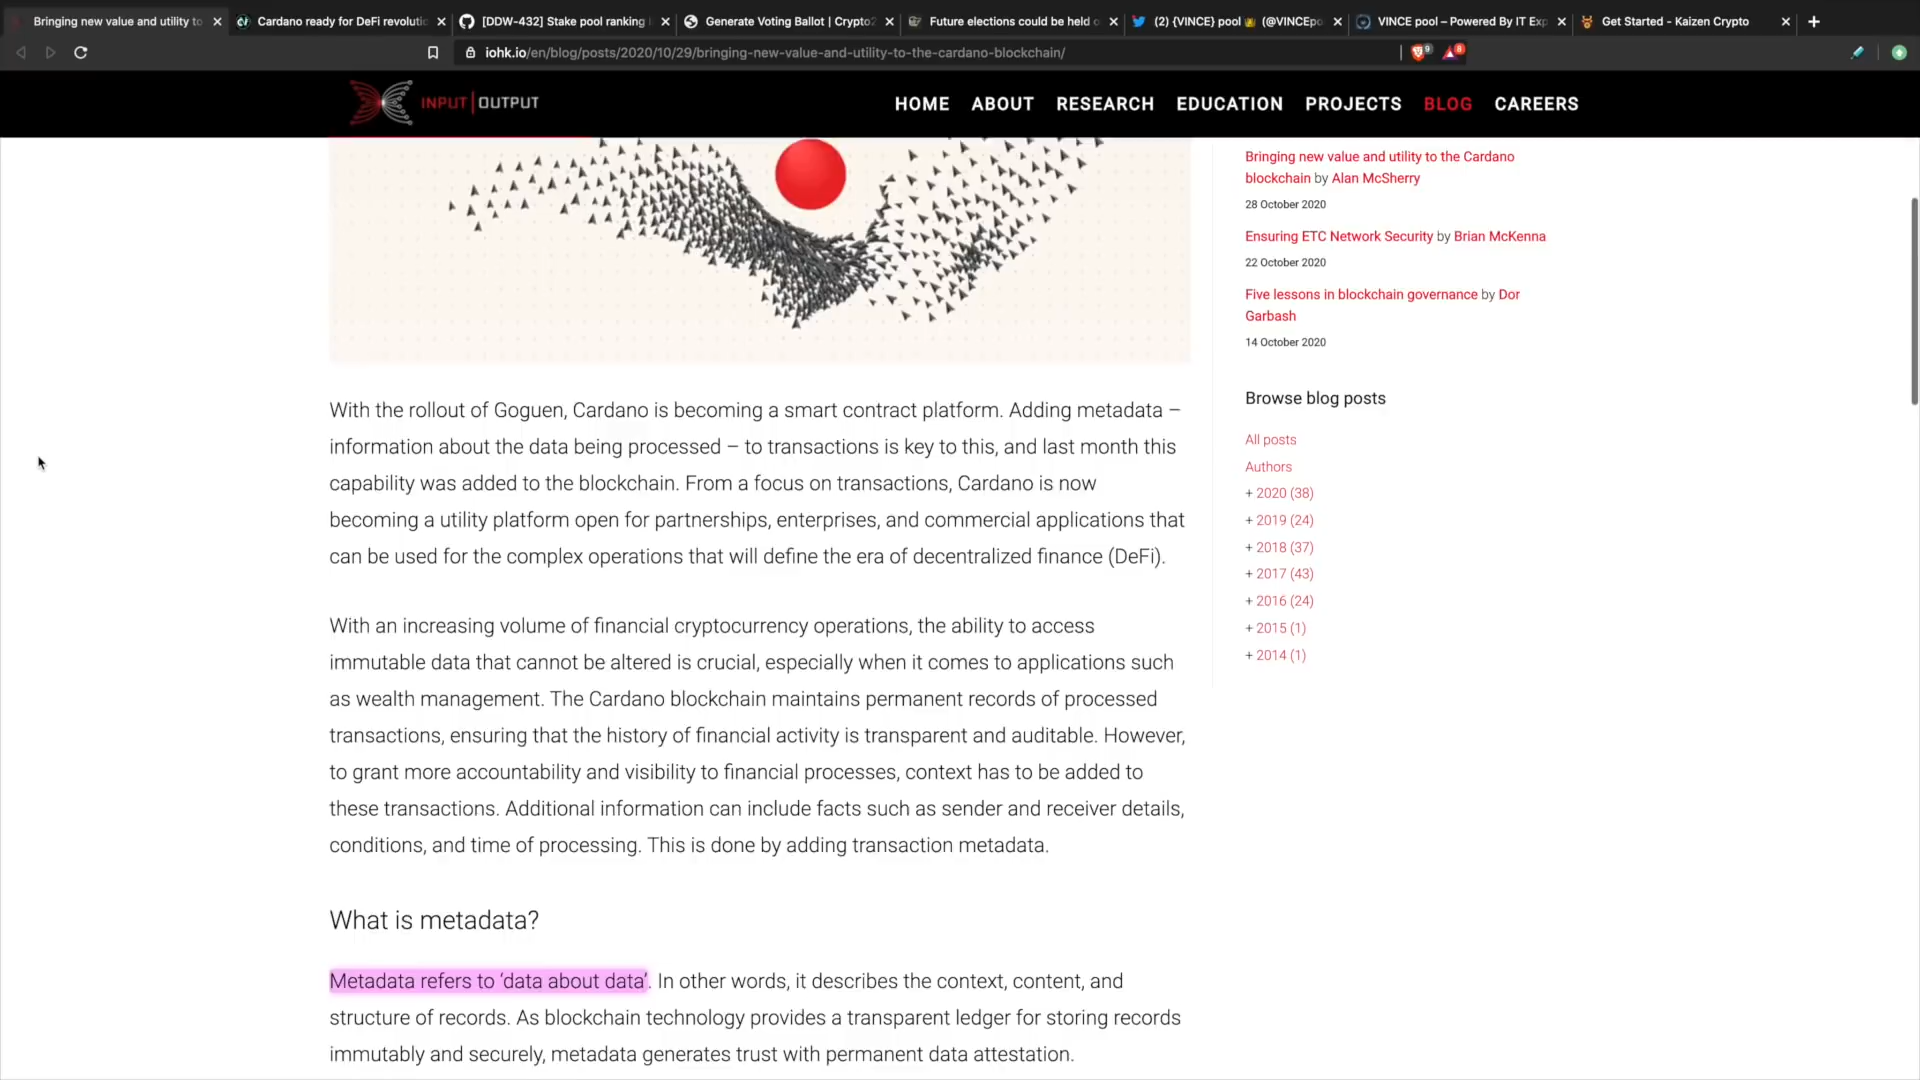 Bringing new value and utility to
Cardano ready for DeFi revolutic
[DDW-432] Stake pool ranking
Generate Voting Ballot | Crypto2
Future elections could be held o
(2) {VINCE} pool (@VINCEpo
VINCE pool – Powered By IT Exp
Get Started - Kaizen Crypto
iohk.io/en/blog/posts/2020/10/29/bringing-new-value-and-utility-to-the-cardano-blockchain/
9
8
INPUT|OUTPUT
HOME ABOUT RESEARCH EDUCATION PROJECTS BLOG CAREERS
With the rollout of Goguen, Cardano is becoming a smart contract platform. Adding metadata –
information about the data being processed – to transactions is key to this, and last month this
capability was added to the blockchain. From a focus on transactions, Cardano is now
becoming a utility platform open for partnerships, enterprises, and commercial applications that
can be used for the complex operations that will define the era of decentralized finance (DeFi).
With an increasing volume of financial cryptocurrency operations, the ability to access
immutable data that cannot be altered is crucial, especially when it comes to applications such
as wealth management. The Cardano blockchain maintains permanent records of processed
transactions, ensuring that the history of financial activity is transparent and auditable. However,
to grant more accountability and visibility to financial processes, context has to be added to
these transactions. Additional information can include facts such as sender and receiver details,
conditions, and time of processing. This is done by adding transaction metadata.
What is metadata?
Metadata refers to ‘data about data’. In other words, it describes the context, content, and
structure of records. As blockchain technology provides a transparent ledger for storing records
immutably and securely, metadata generates trust with permanent data attestation.
Bringing new value and utility to the Cardano
blockchain by Alan McSherry
28 October 2020
Ensuring ETC Network Security by Brian McKenna
22 October 2020
Five lessons in blockchain governance by Dor
Garbash
14 October 2020
Browse blog posts
All posts
Authors
+ 2020 (38)
+ 2019 (24)
+ 2018 (37)
+ 2017 (43)
+ 2016 (24)
+ 2015 (1)
+ 2014 (1)